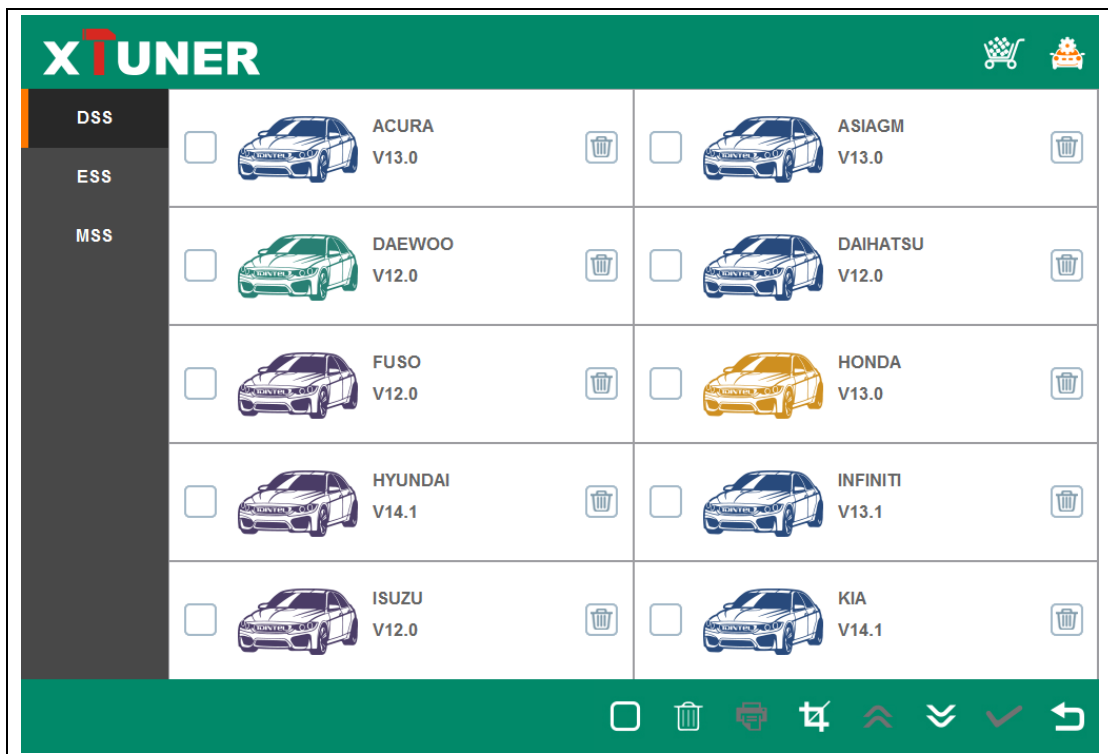 XTUNER
DSS
ESS
MSS
ACURA
V13.0
ASIAGM
V13.0
DAEWOO
V12.0
DAIHATSU
V12.0
FUSO
V12.0
HONDA
V13.0
HYUNDAI
V14.1
INFINITI
V13.1
ISUZU
V12.0
KIA
V14.1